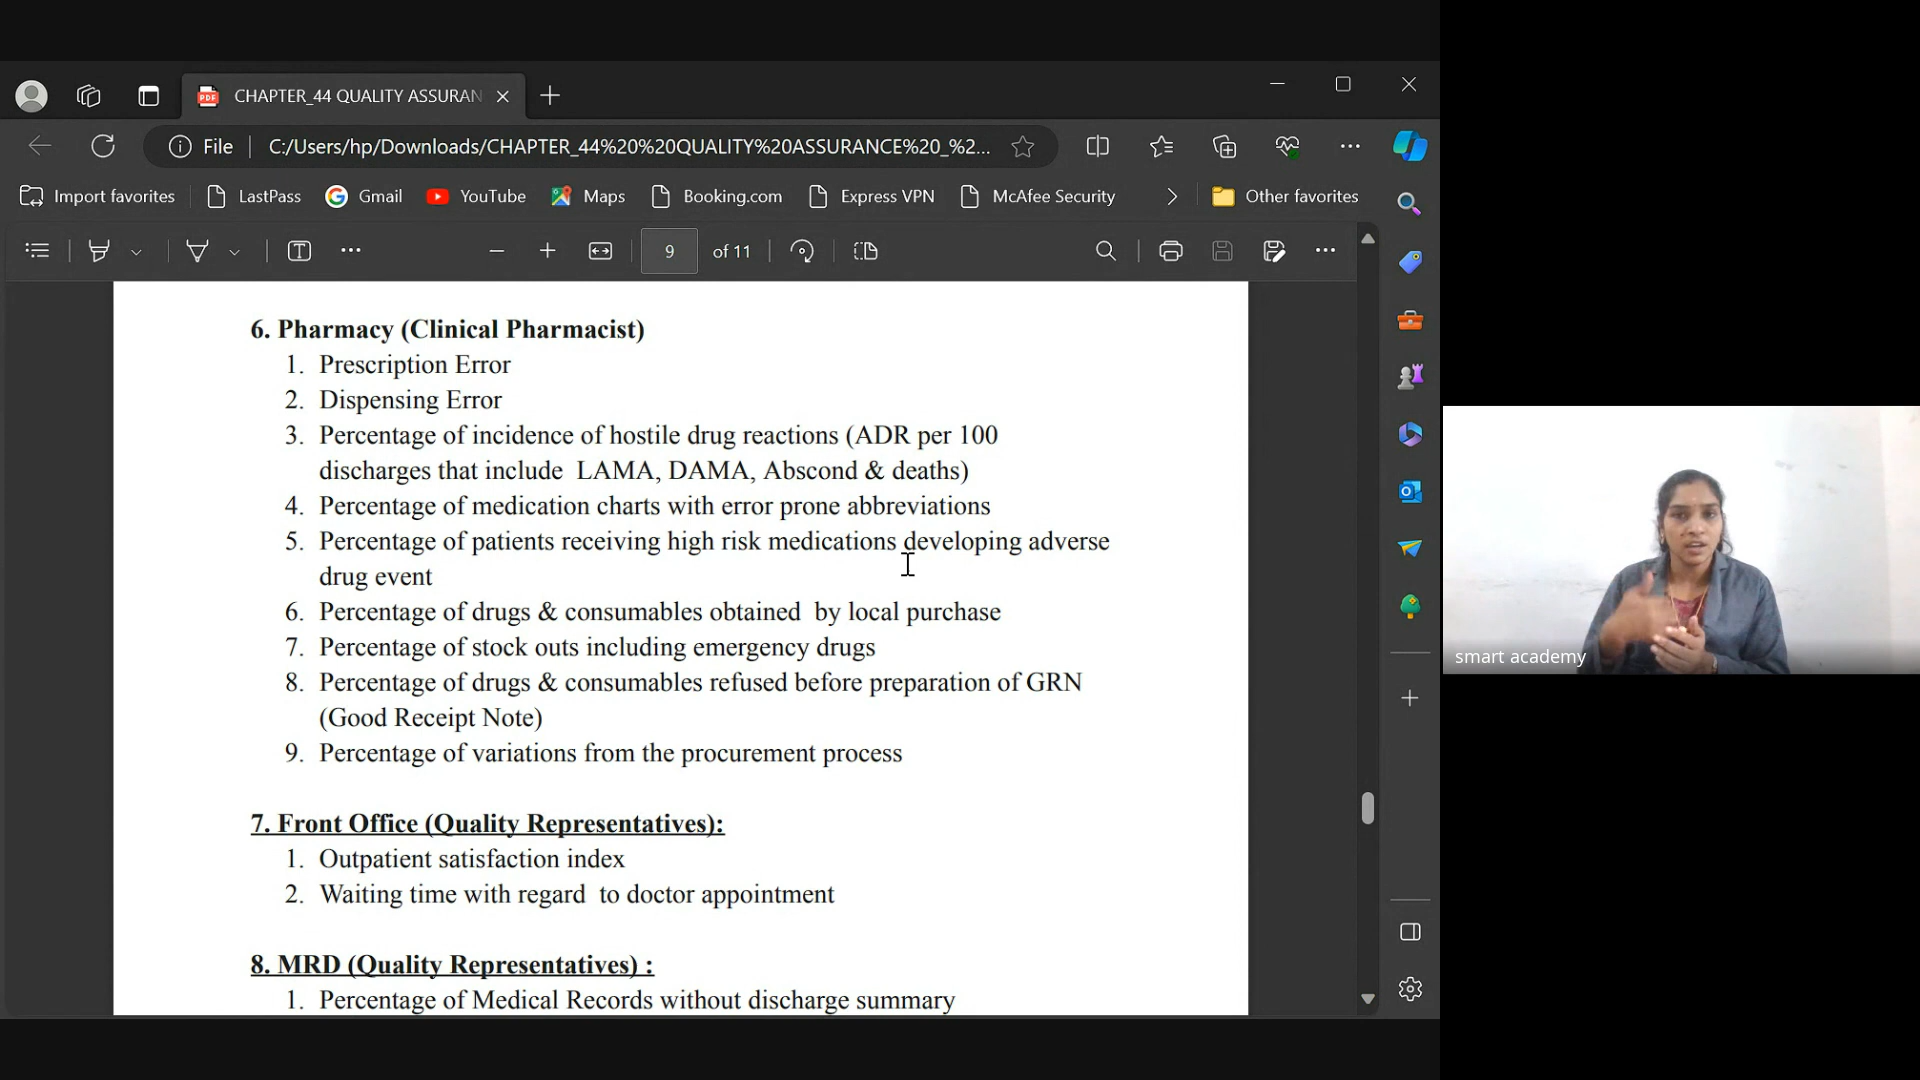 CHAPTER_44 QUALITY ASSURAN
File
C:/Users/hp/Downloads/CHAPTER_44%20%20QUALITY%20ASSURANCE%20_%2...
Import favorites
LastPass
Gmail
YouTube
Maps
Booking.com
Express VPN
McAfee Security
Other favorites
9 of 11
6. Pharmacy (Clinical Pharmacist)
1. Prescription Error
2. Dispensing Error
3. Percentage of incidence of hostile drug reactions (ADR per 100
discharges that include LAMA, DAMA, Abscond & deaths)
4. Percentage of medication charts with error prone abbreviations
5. Percentage of patients receiving high risk medications developing adverse
drug event
6. Percentage of drugs & consumables obtained by local purchase
7. Percentage of stock outs including emergency drugs
8. Percentage of drugs & consumables refused before preparation of GRN
(Good Receipt Note)
9. Percentage of variations from the procurement process
7. Front Office (Quality Representatives):
1. Outpatient satisfaction index
2. Waiting time with regard to doctor appointment
8. MRD (Quality Representatives) :
1. Percentage of Medical Records without discharge summary
smart academy